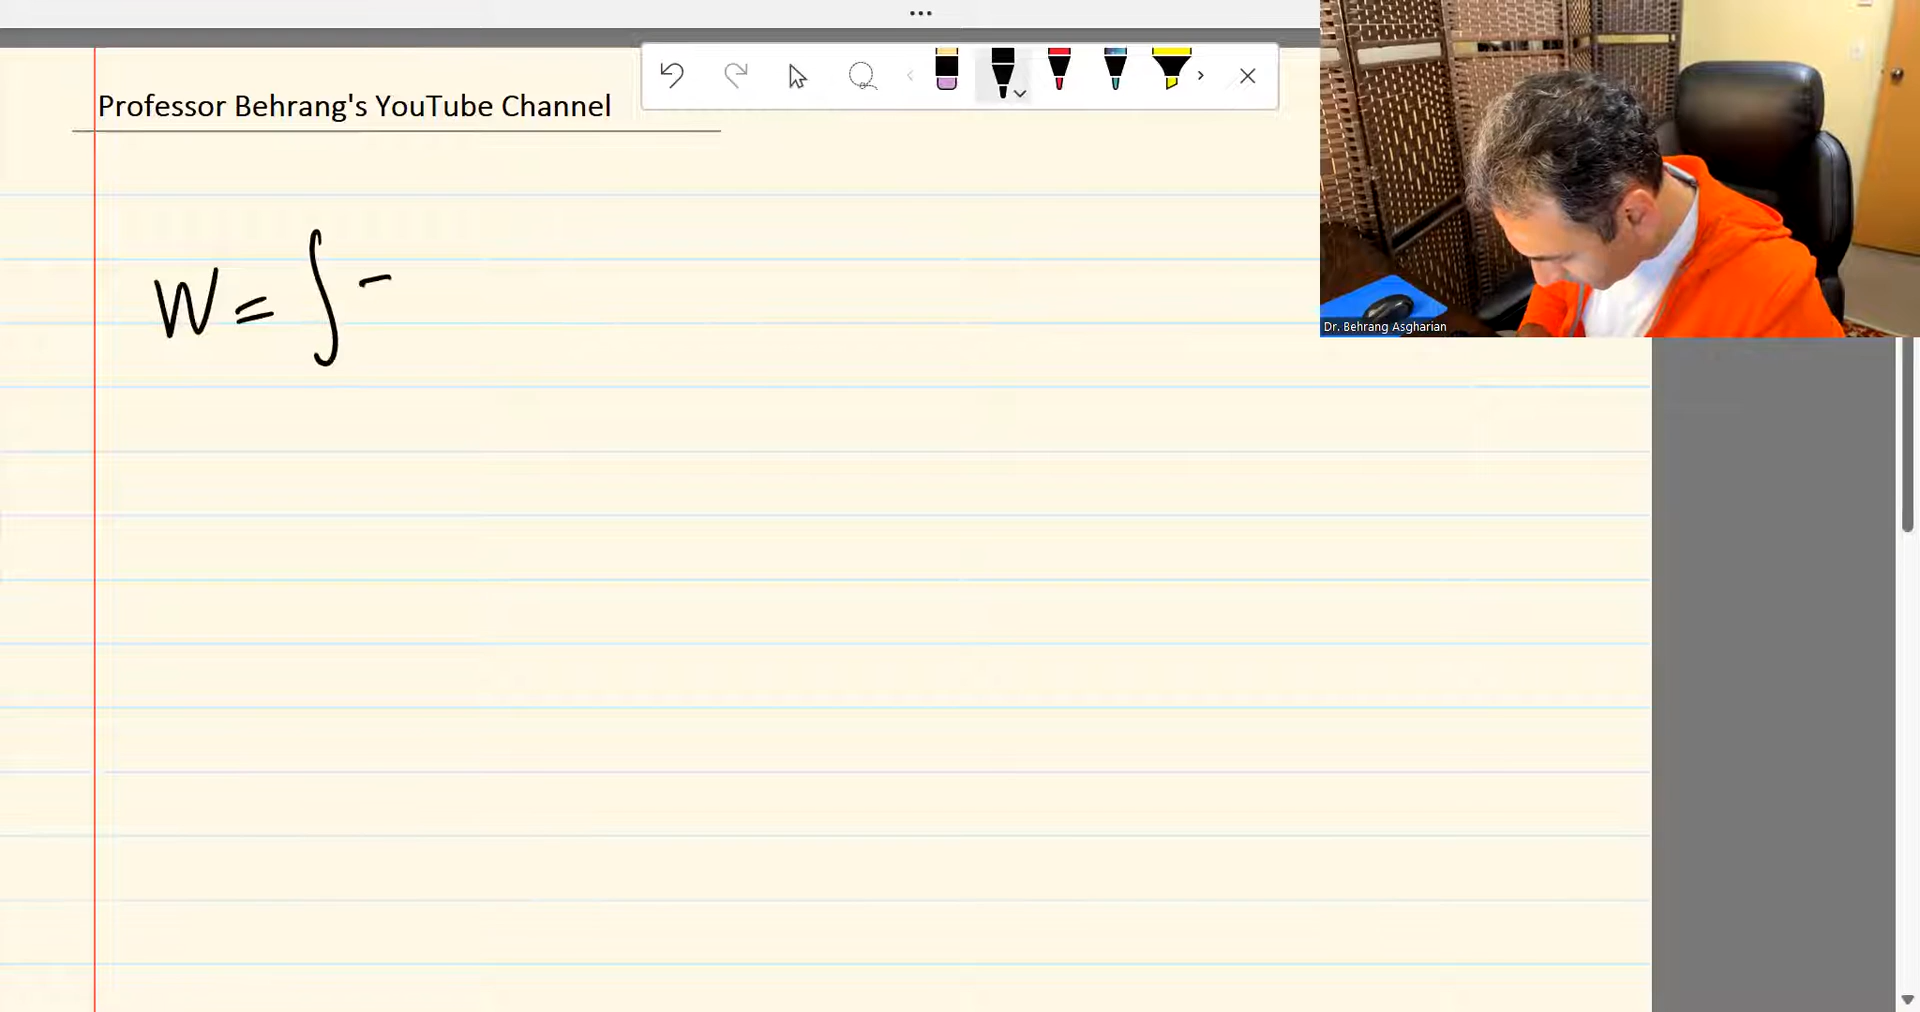 Professor Behrang's YouTube Channel
W = ∫
Dr. Behrang Asgharian